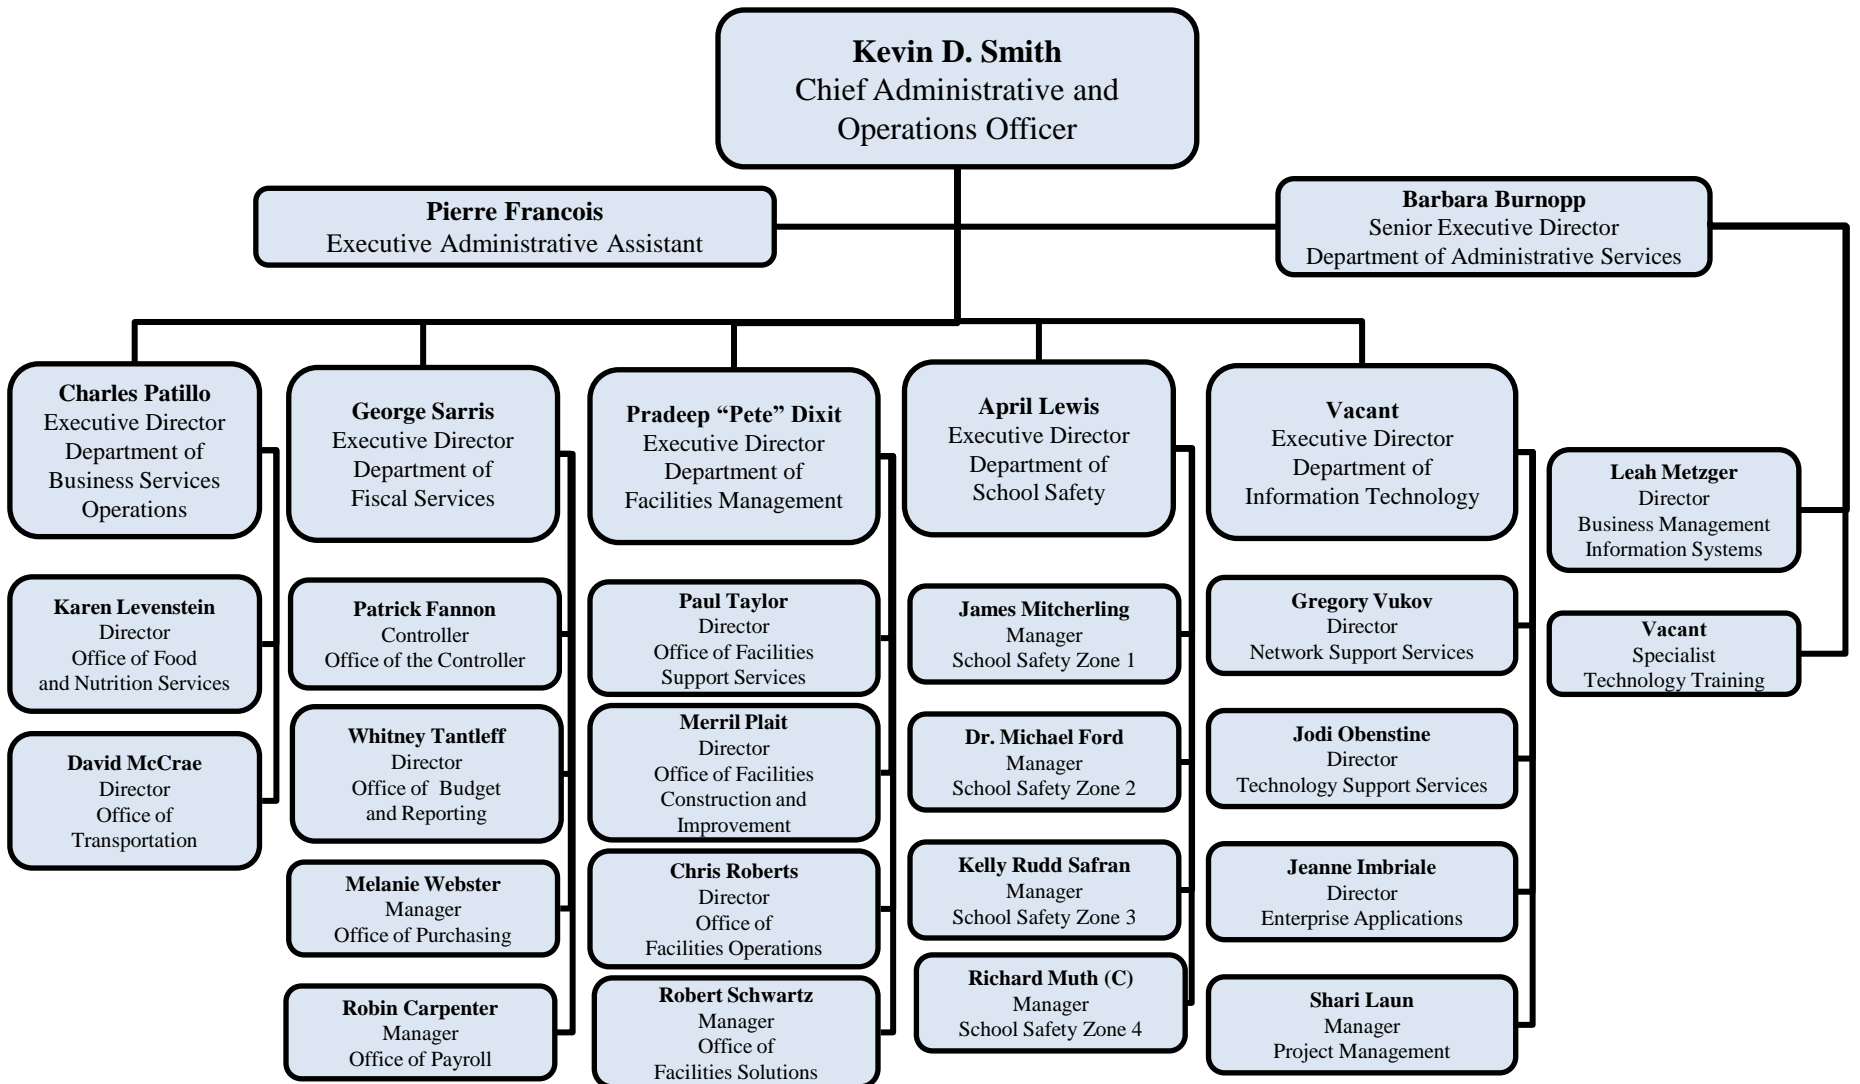 Kevin D. Smith
Chief Administrative and
Operations Officer
Pierre Francois
Executive Administrative Assistant
Barbara Burnopp
Senior Executive Director
Department of Administrative Services
Charles Patillo
Executive Director
Department of
Business Services
Operations
George Sarris
Executive Director
Department of
Fiscal Services
Pradeep “Pete” Dixit
Executive Director
Department of
Facilities Management
April Lewis
Executive Director
Department of
School Safety
Vacant
Executive Director
Department of
Information Technology
Leah Metzger
Director
Business Management
Information Systems
Karen Levenstein
Director
Office of Food
and Nutrition Services
Patrick Fannon
Controller
Office of the Controller
Paul Taylor
Director
Office of Facilities
Support Services
James Mitcherling
Manager
School Safety Zone 1
Gregory Vukov
Director
Network Support Services
Vacant
Specialist
Technology Training
David McCrae
Director
Office of
Transportation
Whitney Tantleff
Director
Office of Budget
and Reporting
Merril Plait
Director
Office of Facilities
Construction and
Improvement
Dr. Michael Ford
Manager
School Safety Zone 2
Jodi Obenstine
Director
Technology Support Services
Melanie Webster
Manager
Office of Purchasing
Chris Roberts
Director
Office of
Facilities Operations
Kelly Rudd Safran
Manager
School Safety Zone 3
Jeanne Imbriale
Director
Enterprise Applications
Robin Carpenter
Manager
Office of Payroll
Robert Schwartz
Manager
Office of
Facilities Solutions
Richard Muth (C)
Manager
School Safety Zone 4
Shari Laun
Manager
Project Management